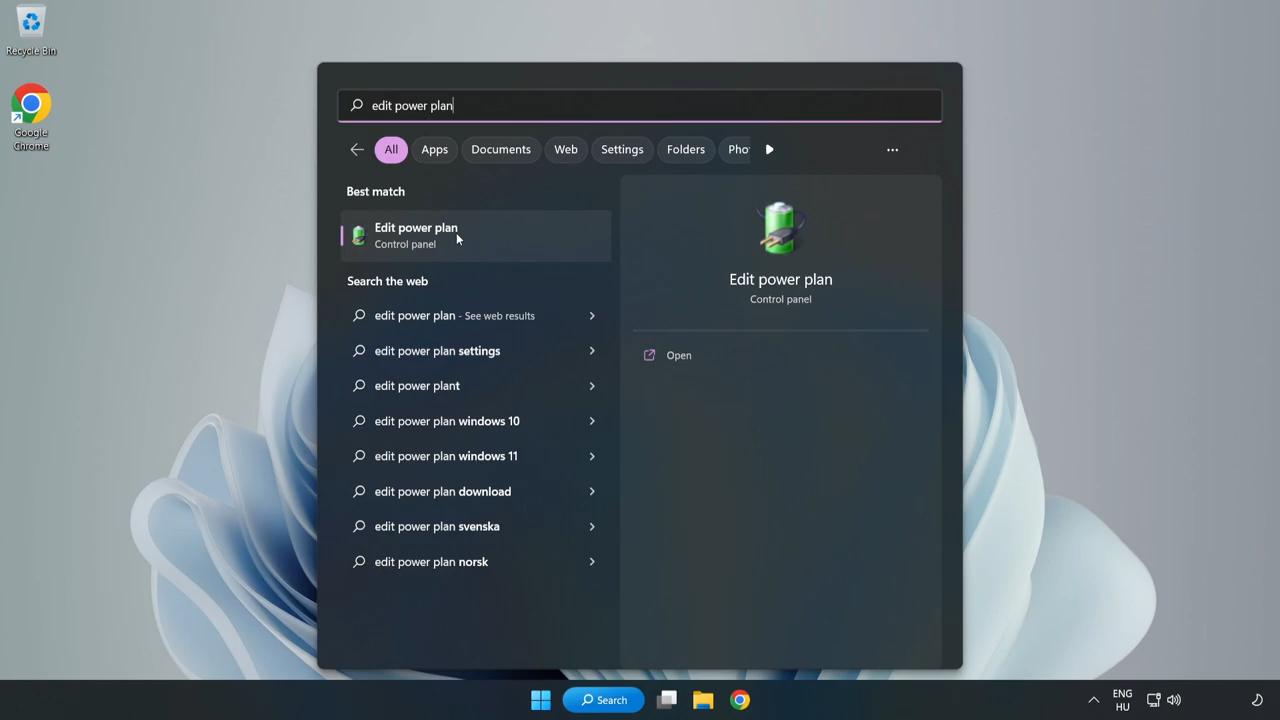 Recycle Bin
Google
Chrome
edit power plan
All
Apps
Documents
Web
Settings
Folders
Pho
Best match
Edit power plan
Control panel
Search the web
edit power plan - See web results
edit power plan settings
edit power plant
edit power plan windows 10
edit power plan windows 11
edit power plan download
edit power plan svenska
edit power plan norsk
Edit power plan
Control panel
Open
Search
ENG
HU